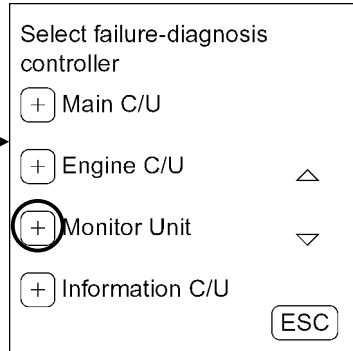 Select failure-diagnosis
controller
+ Main C/U
+ Engine C/U
+ Monitor Unit
+ Information C/U
ESC